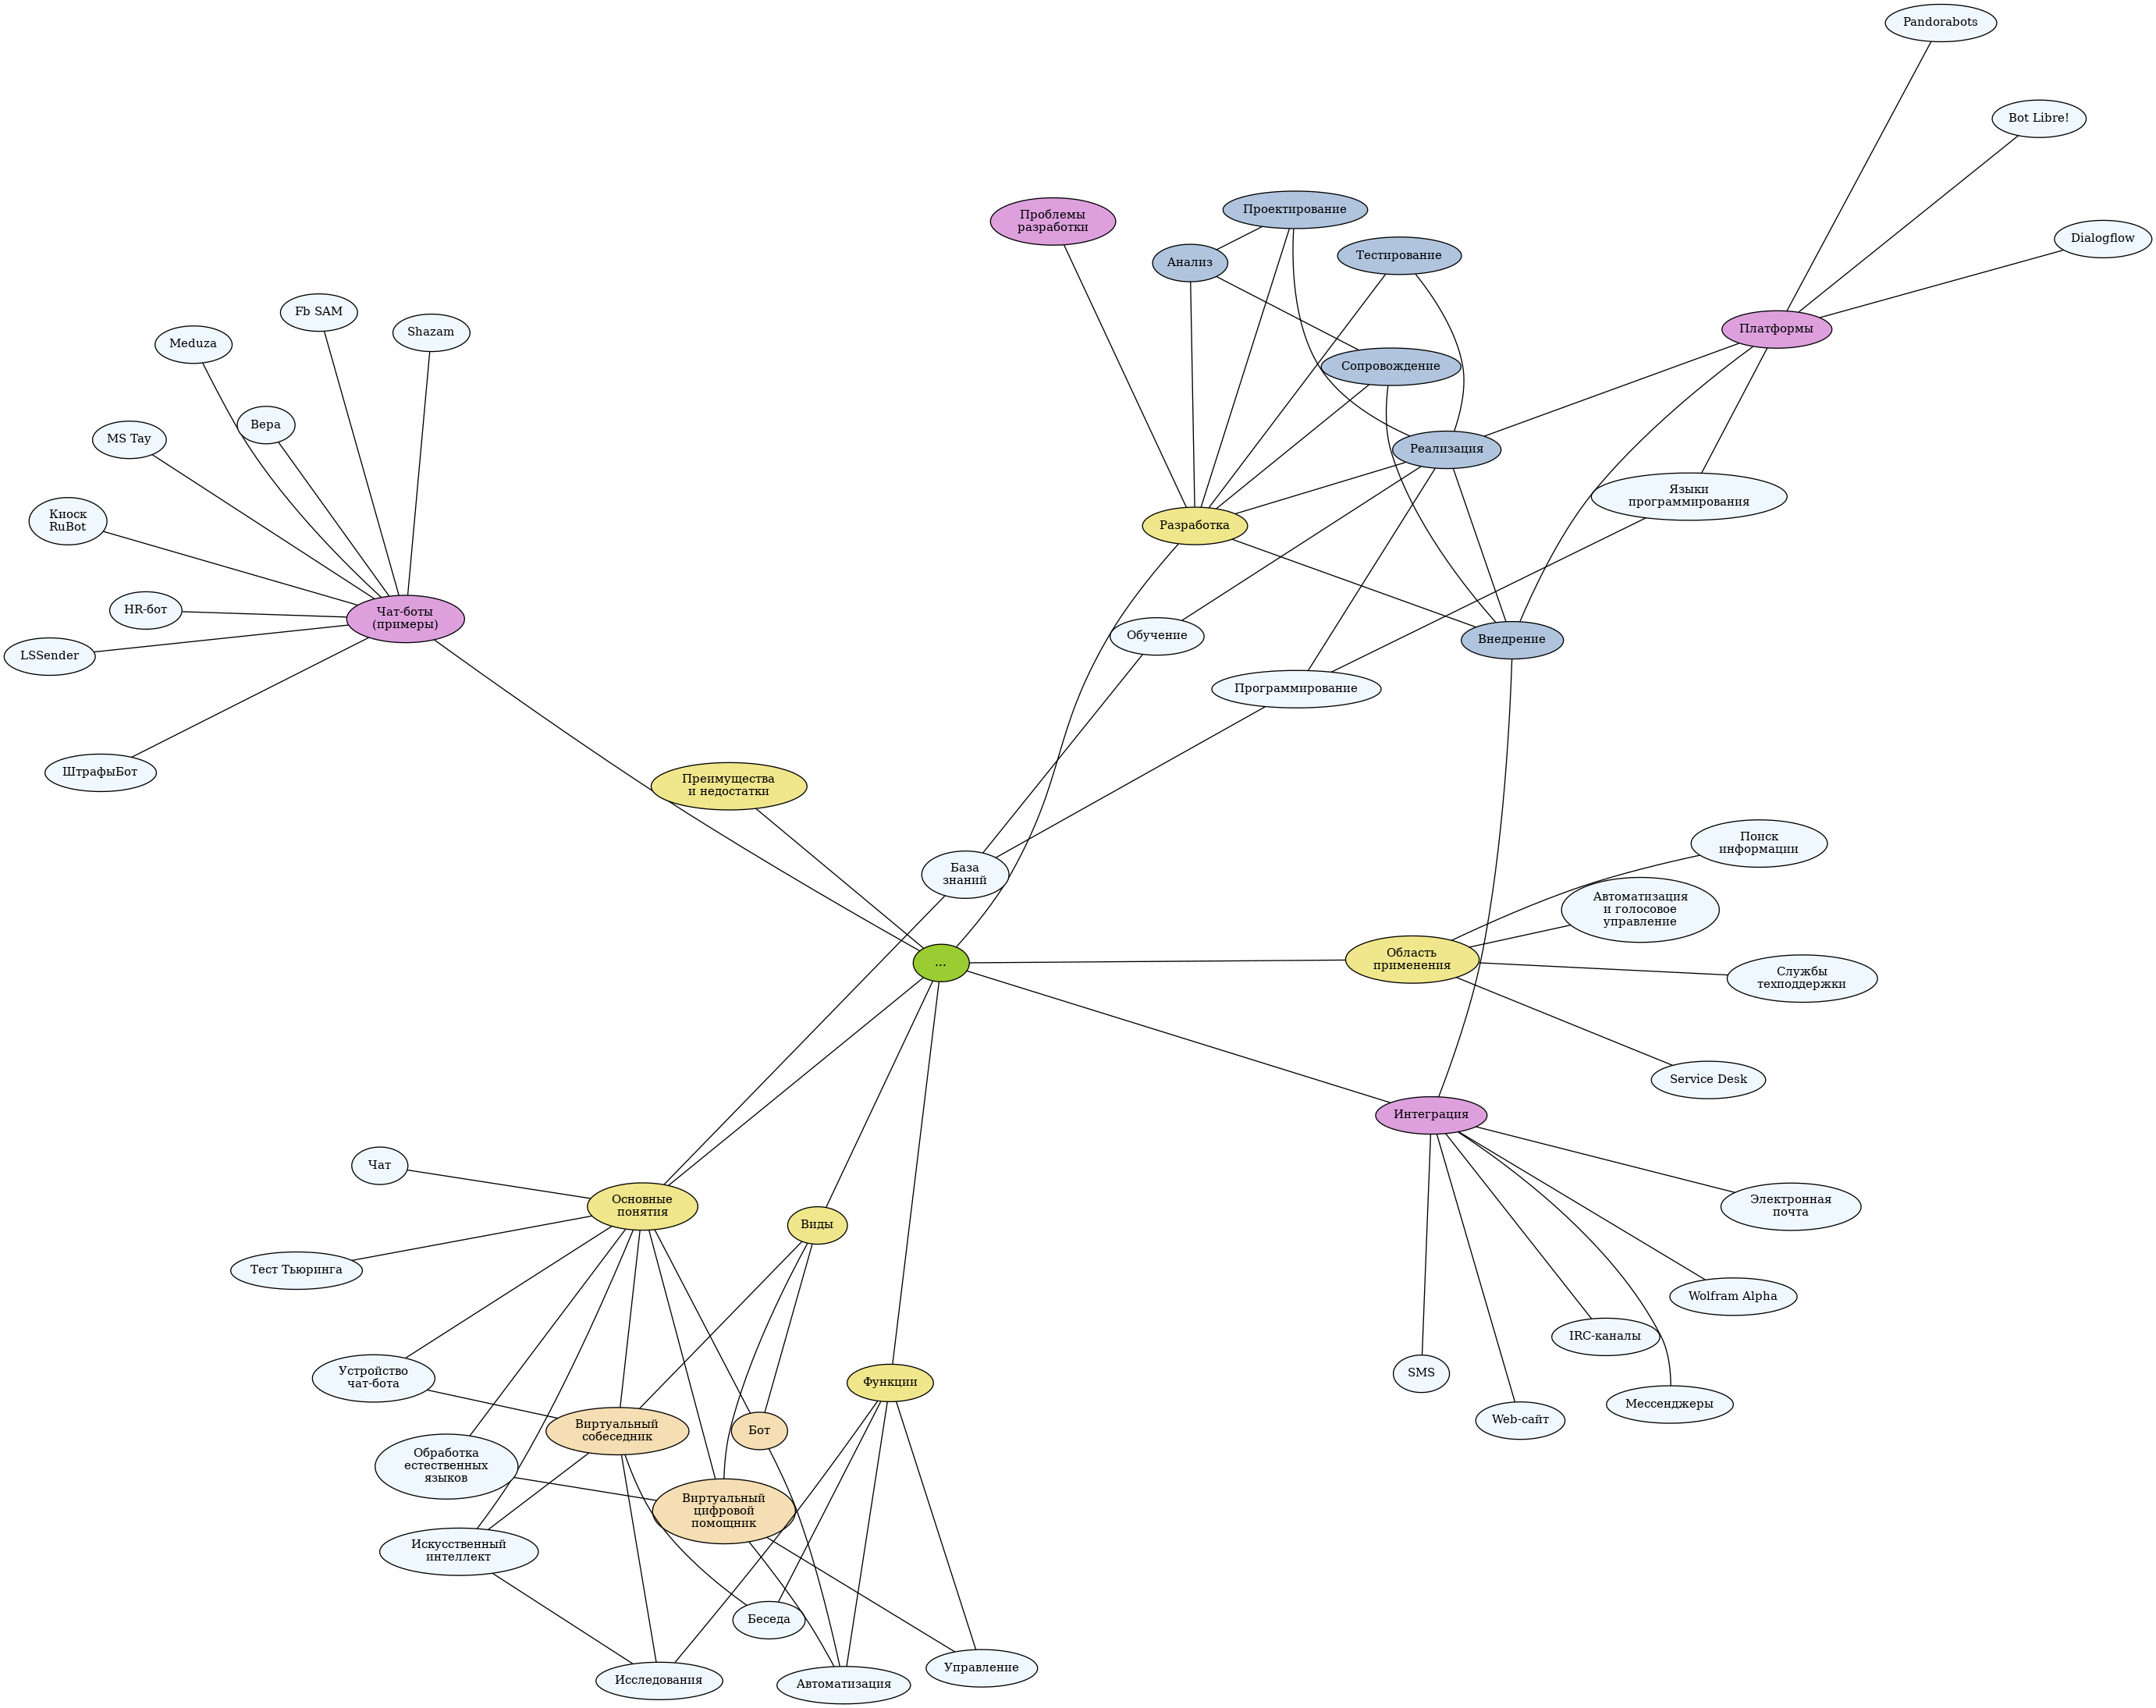 Pandorabots
Bot Libre!
Проектирование
Проблемы
разработки
Dialogflow
Тестирование
Анализ
Fb SAM
Shazam
Платформы
Meduza
Сопровождение
Вера
MS Tay
Реализация
Языки
программирования
Киоск
RuBot
Разработка
HR-бот
Чат-боты
(примеры)
Обучение
Внедрение
LSSender
Программирование
ШтрафыБот
Преимущества
и недостатки
Поиск
информации
База
знаний
Автоматизация
и голосовое
управление
Область
применения
...
Службы
техподдержки
Service Desk
Интеграция
Чат
Основные
понятия
Электронная
почта
Виды
Тест Тьюринга
Wolfram Alpha
IRC-каналы
Устройство
чат-бота
SMS
Функции
Мессенджеры
Web-сайт
Виртуальный
собеседник
Бот
Обработка
естественных
языков
Виртуальный
цифровой
помощник
Искусственный
интеллект
Беседа
Управление
Исследования
Автоматизация